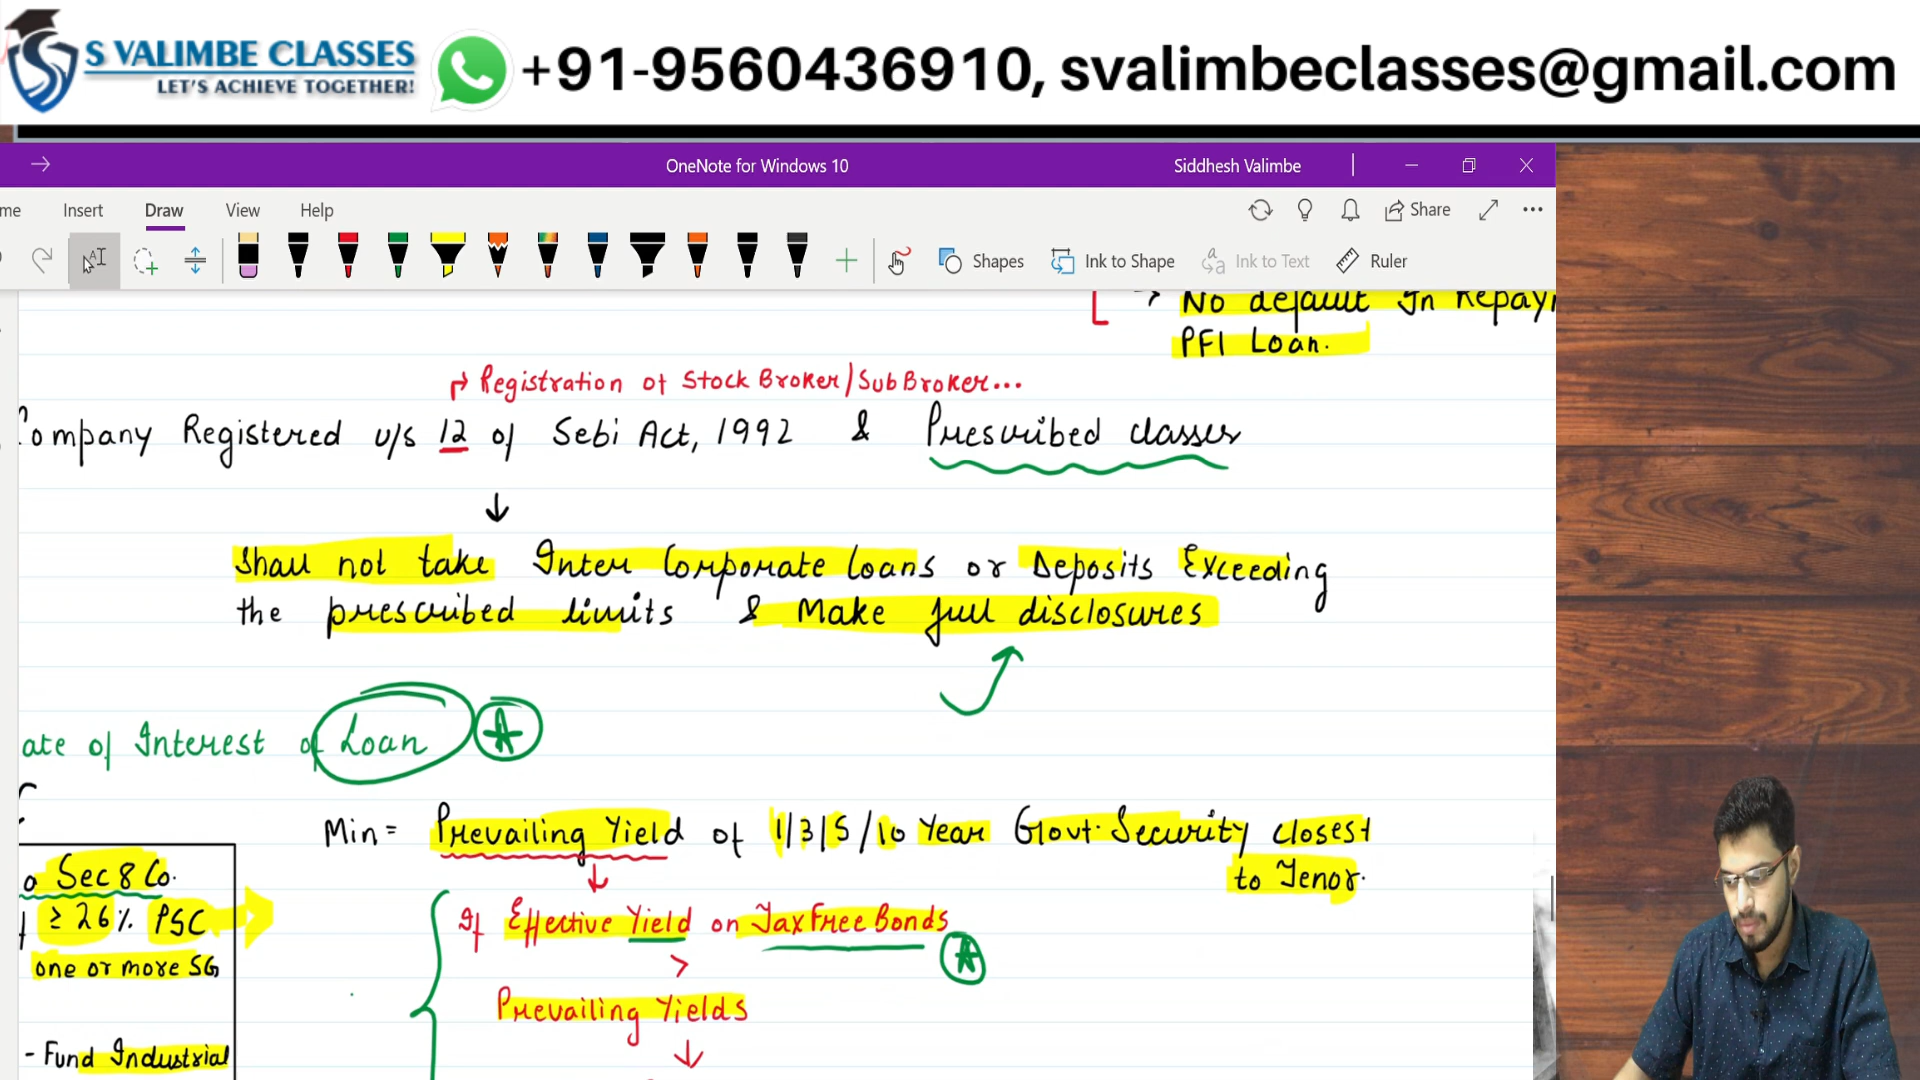 S VALIMBE CLASSES
LET'S ACHIEVE TOGETHER!
+91-9560436910, svalimbeclasses@gmail.com
OneNote for Windows 10
Siddhesh Valimbe
me Insert Draw View Help
Share
Shapes
Ink to Shape
Ink to Text
Ruler
No default In Repay
PFI Loan.
Registration of Stock Broker/Sub Broker...
Company Registered u/s 12 of Sebi Act, 1992 & Prescribed classes
Shall not take Inter Corporate Loans or Deposits Exceeding
the prescribed limits & Make full disclosures
ate of Interest of Loan
Min = Prevailing Yield of 1/3/5/10 Year Govt. Security closest
to Tenor.
If Effective Yield on Tax Free Bonds
>
Prevailing Yields
Sec 8 Co.
≥ 26% PSC
one or more SG
- Fund Industrial